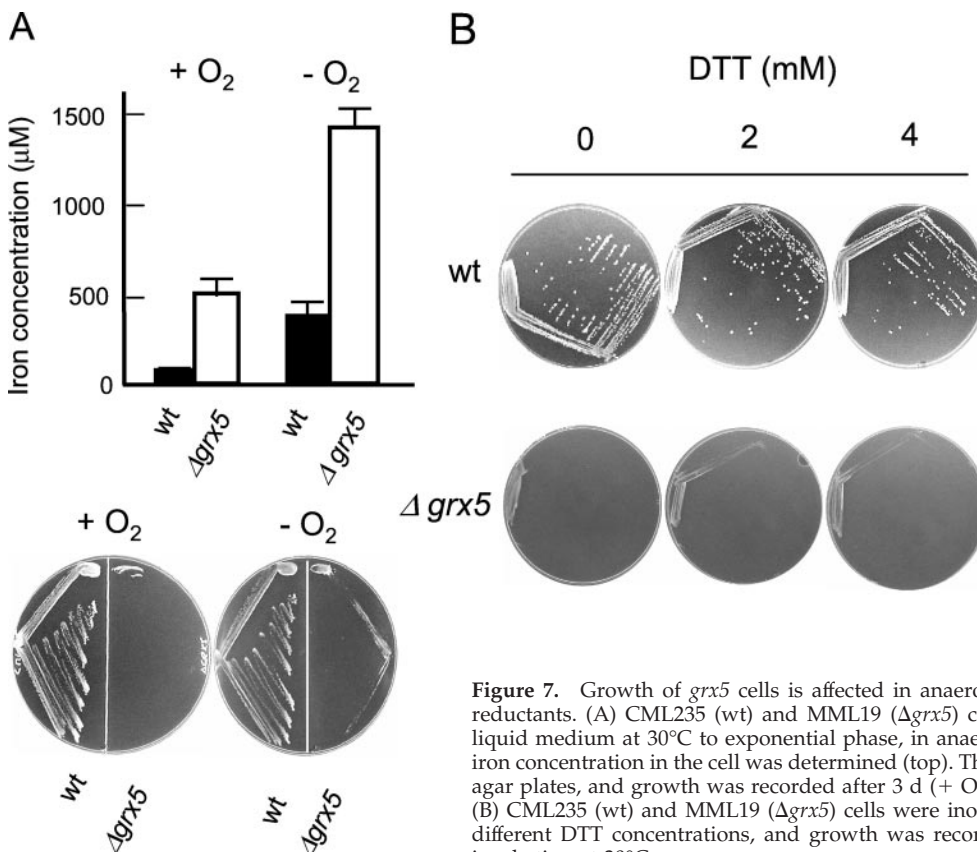 A
+ O2 - O2
Iron concentration (µM)
1500
1000
500
0
wt
Δgrx5
wt
Δgrx5
+ O2 - O2
wt
Δgrx5
wt
Δgrx5
B
DTT (mM)
0 2 4
wt
Δ grx5
Figure 7. Growth of grx5 cells is affected in anaero
reductants. (A) CML235 (wt) and MML19 (Δgrx5) c
liquid medium at 30°C to exponential phase, in anae
iron concentration in the cell was determined (top). Th
agar plates, and growth was recorded after 3 d (+ O
(B) CML235 (wt) and MML19 (Δgrx5) cells were ino
different DTT concentrations, and growth was recor